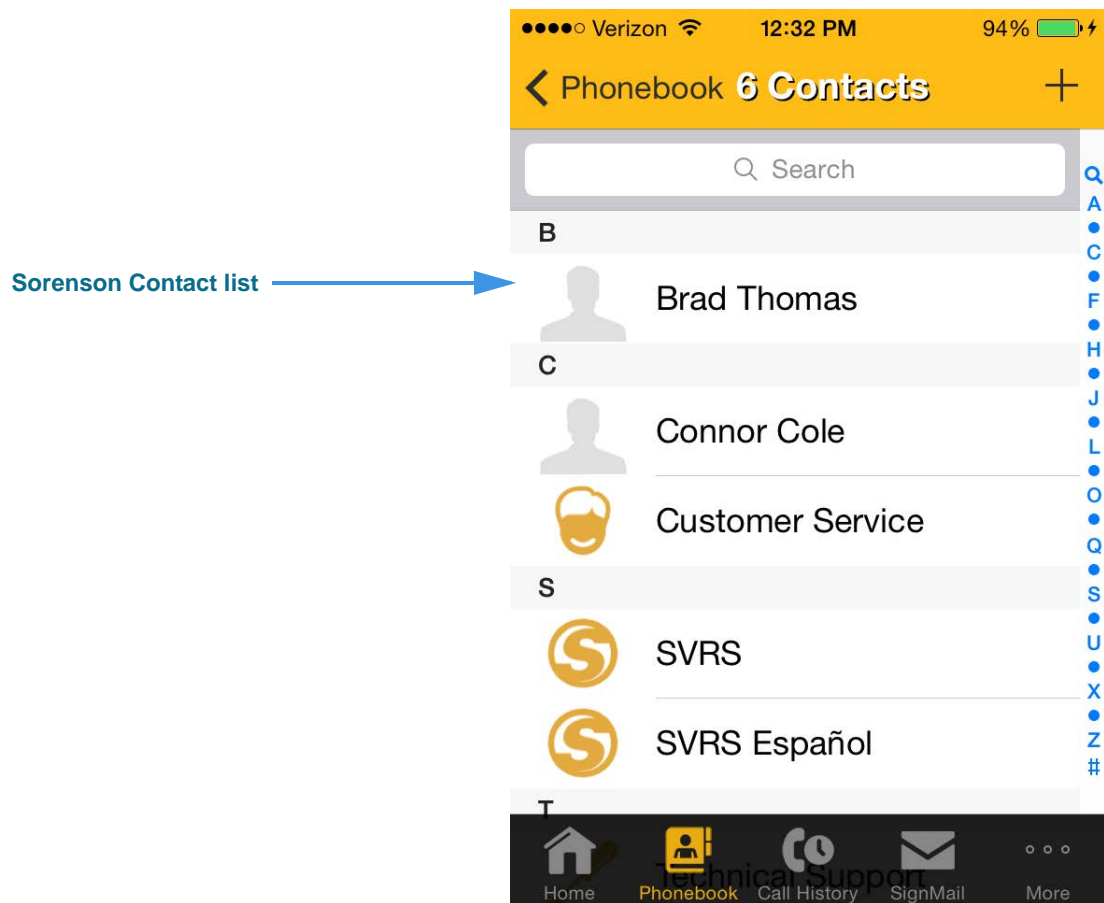 Verizon 12:32 PM 94%
Phonebook 6 Contacts +
Search
B
Sorenson Contact list
Brad Thomas
C
Connor Cole
Customer Service
S
SVRS
SVRS Español
T
Technical Support
Home Phonebook Call History SignMail More
A
C
F
H
J
L
O
Q
S
U
X
Z
#